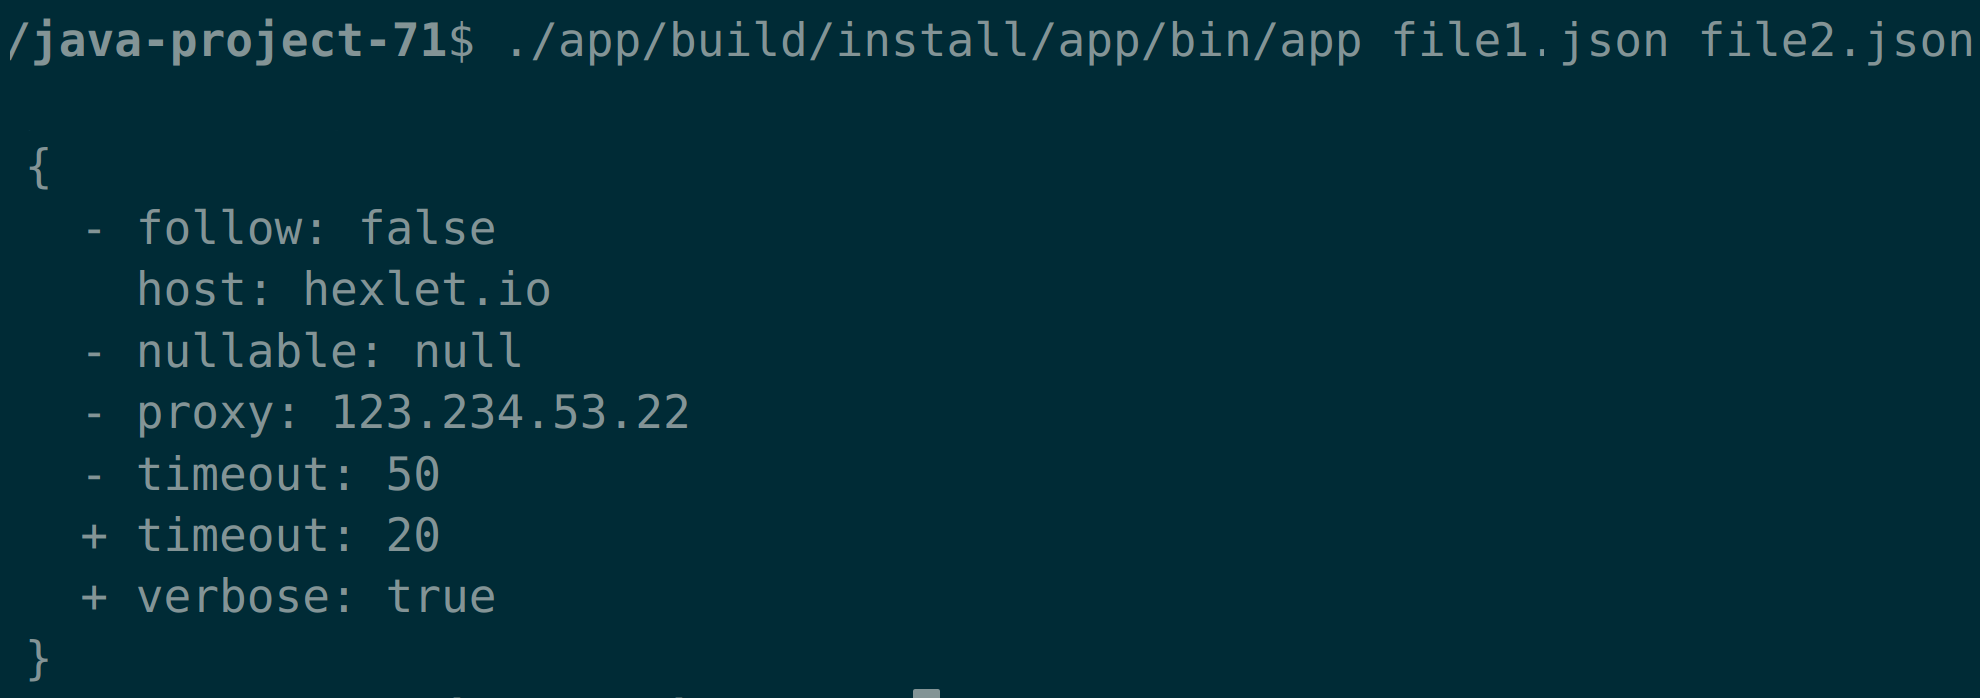 /java-project-71$ ./app/build/install/app/bin/app file1.json file2.json
{
- follow: false
host: hexlet.io
- nullable: null
- proxy: 123.234.53.22
- timeout: 50
+ timeout: 20
+ verbose: true
}